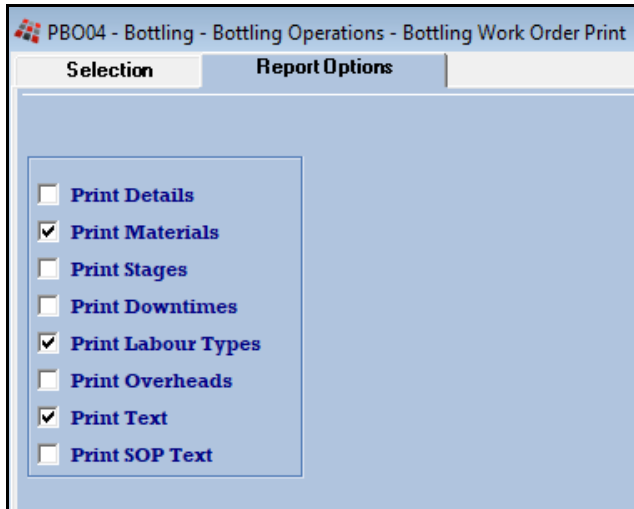 PBO04 - Bottling - Bottling Operations - Bottling Work Order Print
Selection Report Options
Print Details
Print Materials
Print Stages
Print Downtimes
Print Labour Types
Print Overheads
Print Text
Print SOP Text